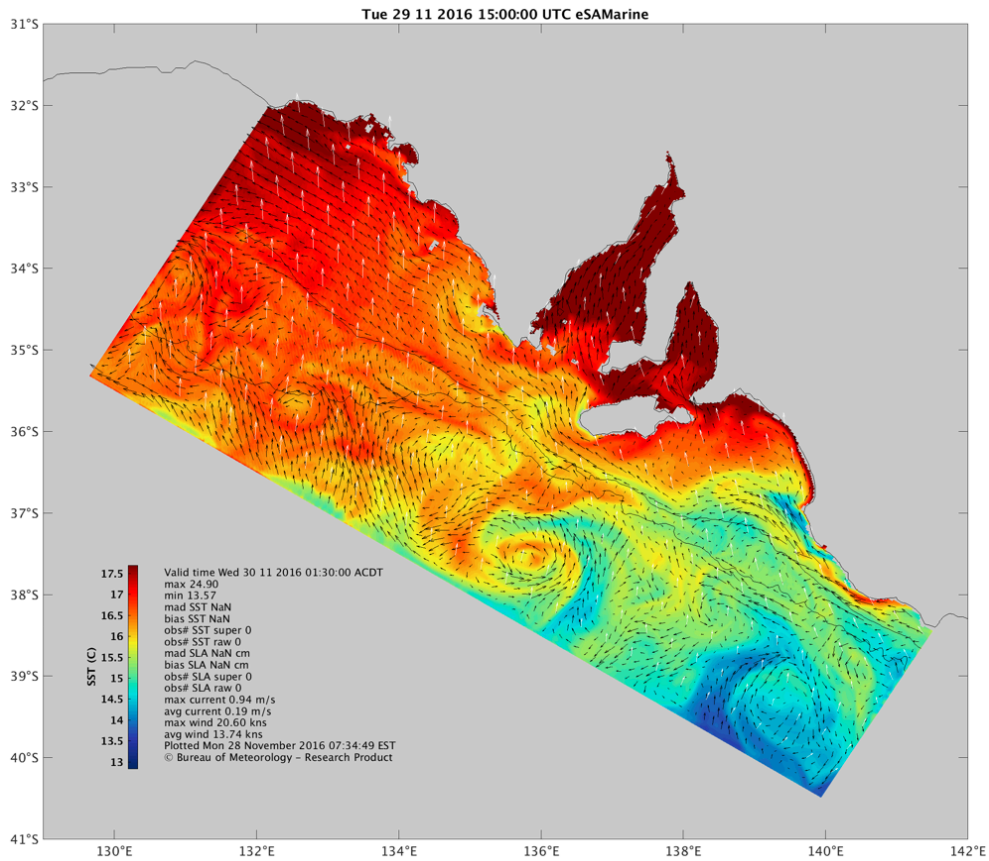 Tue 29 11 2016 15:00:00 UTC eSAMarine
31°S
32°S
33°S
34°S
35°S
36°S
37°S
38°S
39°S
40°S
41°S
17.5
17
16.5
16
15.5
15
14.5
14
13.5
13
SST (C)
Valid time Wed 30 11 2016 01:30:00 ACDT
max 24.90
min 13.57
mad SST NaN
bias SST NaN
obs# SST super 0
obs# SST raw 0
mad SLA NaN cm
bias SLA NaN cm
obs# SLA super 0
obs# SLA raw 0
max current 0.94 m/s
avg current 0.19 m/s
max wind 20.60 kns
avg wind 13.74 kns
Plotted Mon 28 November 2016 07:34:49 EST
© Bureau of Meteorology – Research Product
130°E 132°E 134°E 136°E 138°E 140°E 142°E